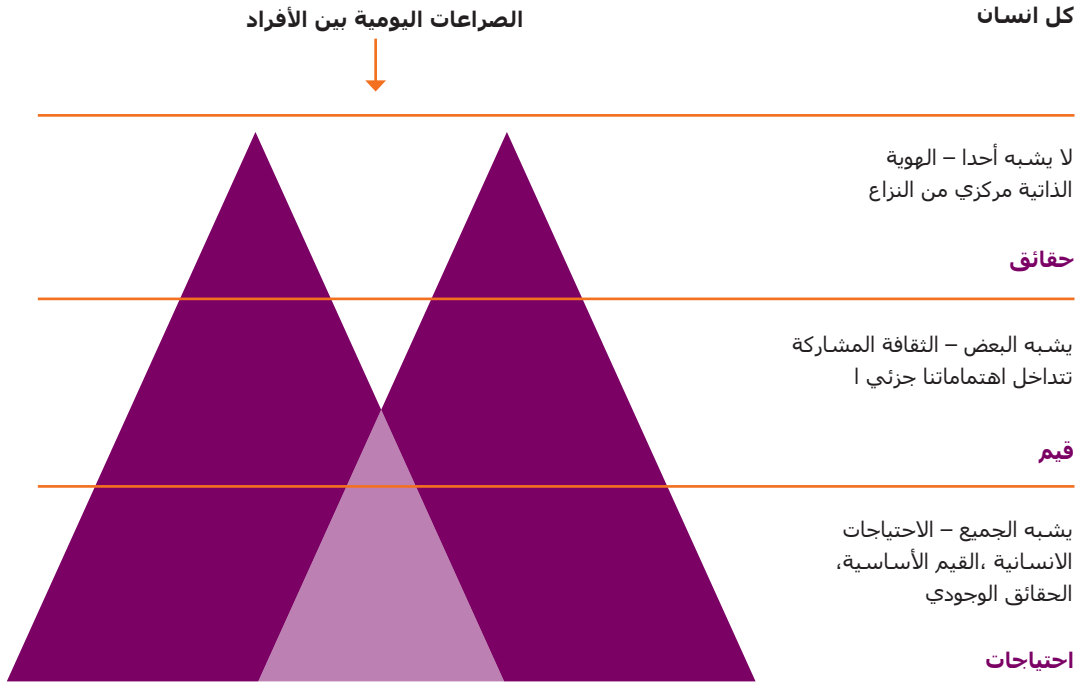 كل انسان
الصراعات اليومية بين الأفراد
لا يشبه أحدا – الهوية
الذاتية مركزي من النزاع
حقائق
يشبه البعض – الثقافة المشاركة
تتداخل اهتماماتنا جزئي ا
قيم
يشبه الجميع – الاحتياجات
الانسانية ،القيم الأساسية،
الحقائق الوجودي
احتياجات